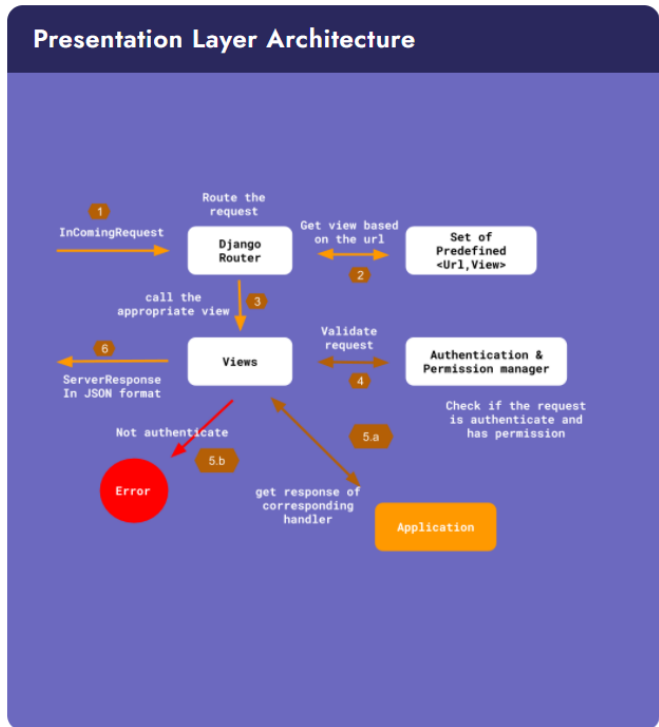 Presentation Layer Architecture
Route the
request
1
InComingRequest
Django
Router
Get view based
on the url
2
Set of
Predefined
<Url,View>
call the
appropriate view
3
6
ServerResponse
In JSON format
Views
Validate
request
4
Authentication &
Permission manager
Check if the request
is authenticate and
has permission
Not authenticate
5.b
Error
5.a
get response of
corresponding
handler
Application